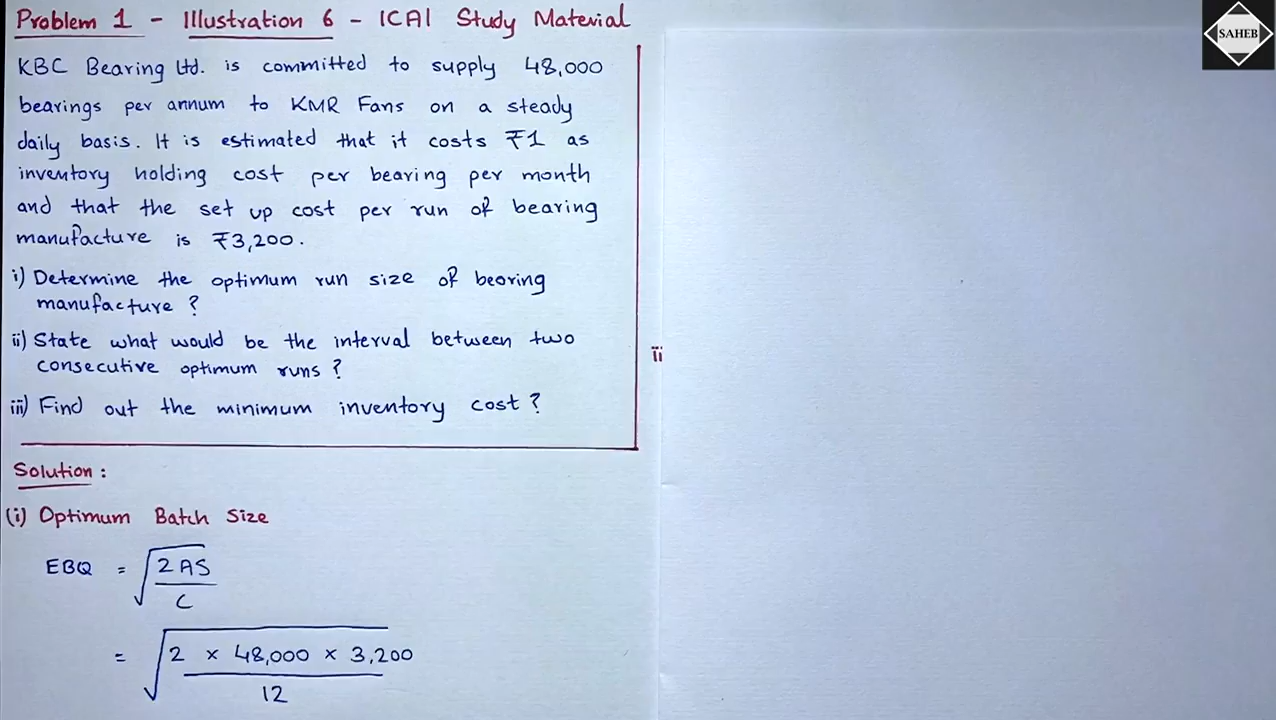 Problem 1 - Illustration 6 - ICAI Study Material
KBC Bearing Ltd. is committed to supply 48,000
bearings per annum to KMR Fans on a steady
daily basis. It is estimated that it costs ₹1 as
inventory holding cost per bearing per month
and that the set up cost per run of bearing
manufacture is ₹3,200.
i) Determine the optimum run size of bearing
manufacture ?
ii) State what would be the interval between two
consecutive optimum runs ?
iii) Find out the minimum inventory cost ?
Solution :
(i) Optimum Batch Size
EBQ = √2 AS
C
= √2 × 48,000 × 3,200
12
ii
SAHEB